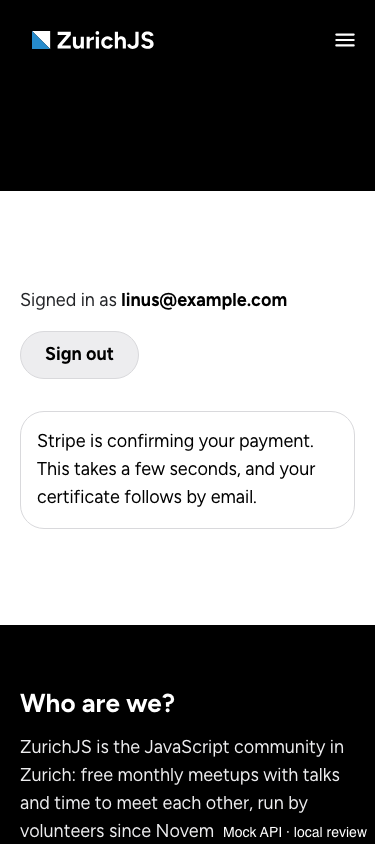 ZurichJS
Signed in as linus@example.com
Sign out
Stripe is confirming your payment.
This takes a few seconds, and your
certificate follows by email.
Who are we?
ZurichJS is the JavaScript community in
Zurich: free monthly meetups with talks
and time to meet each other, run by
volunteers since Novem
Mock API · local review